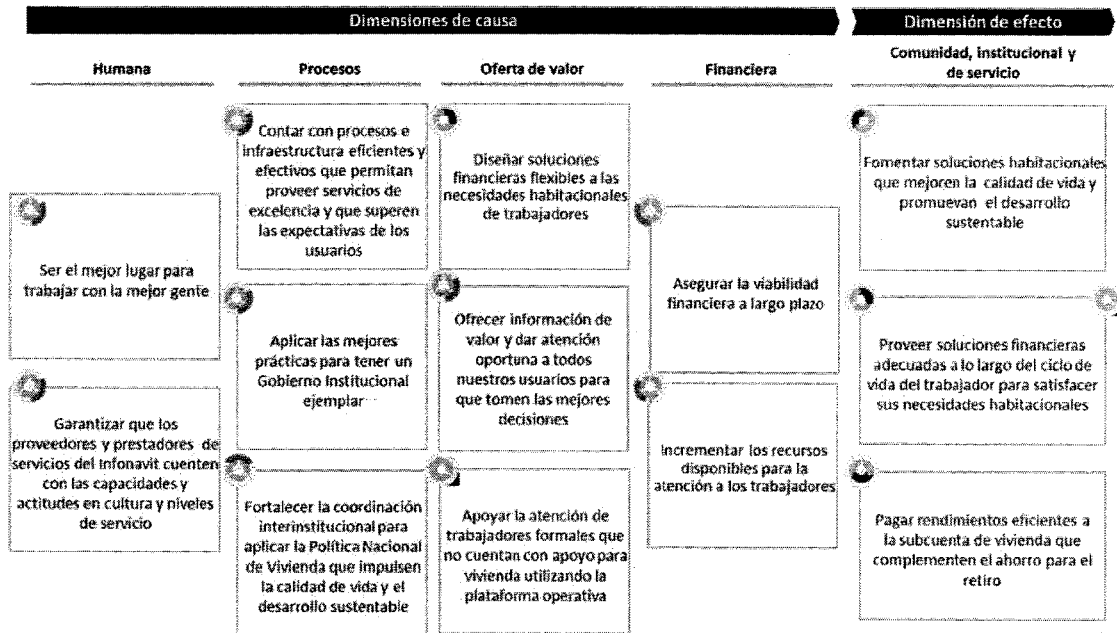 Dimensiones de causa
Dimensión de efecto
Humana
Procesos
Oferta de valor
Financiera
Comunidad, institucional y
de servicio
Ser el mejor lugar para
trabajar con la mejor gente
Garantizar que los
proveedores y prestadores de
servicios del Infonavit cuenten
con las capacidades y
actitudes en cultura y niveles
de servicio
Contar con procesos e
infraestructura eficientes y
efectivos que permitan
proveer servicios de
excelencia y que superen
las expectativas de los
usuarios
Aplicar las mejores
prácticas para tener un
Gobierno Institucional
ejemplar
Fortalecer la coordinación
interinstitucional para
aplicar la Política Nacional
de Vivienda que impulsen
la calidad de vida y el
desarrollo sustentable
Diseñar soluciones
financieras flexibles a las
necesidades habitacionales
de trabajadores
Ofrecer información de
valor y dar atención
oportuna a todos
nuestros usuarios para
que tomen las mejores
decisiones
Apoyar la atención de
trabajadores formales que
no cuentan con apoyo para
vivienda utilizando la
plataforma operativa
Asegurar la viabilidad
financiera a largo plazo
Incrementar los recursos
disponibles para la
atención a los trabajadores
Fomentar soluciones habitacionales
que mejoren la calidad de vida y
promuevan el desarrollo
sustentable
Proveer soluciones financieras
adecuadas a lo largo del ciclo de
vida del trabajador para satisfacer
sus necesidades habitacionales
Pagar rendimientos eficientes a
la subcuenta de vivienda que
complementen el ahorro para el
retiro